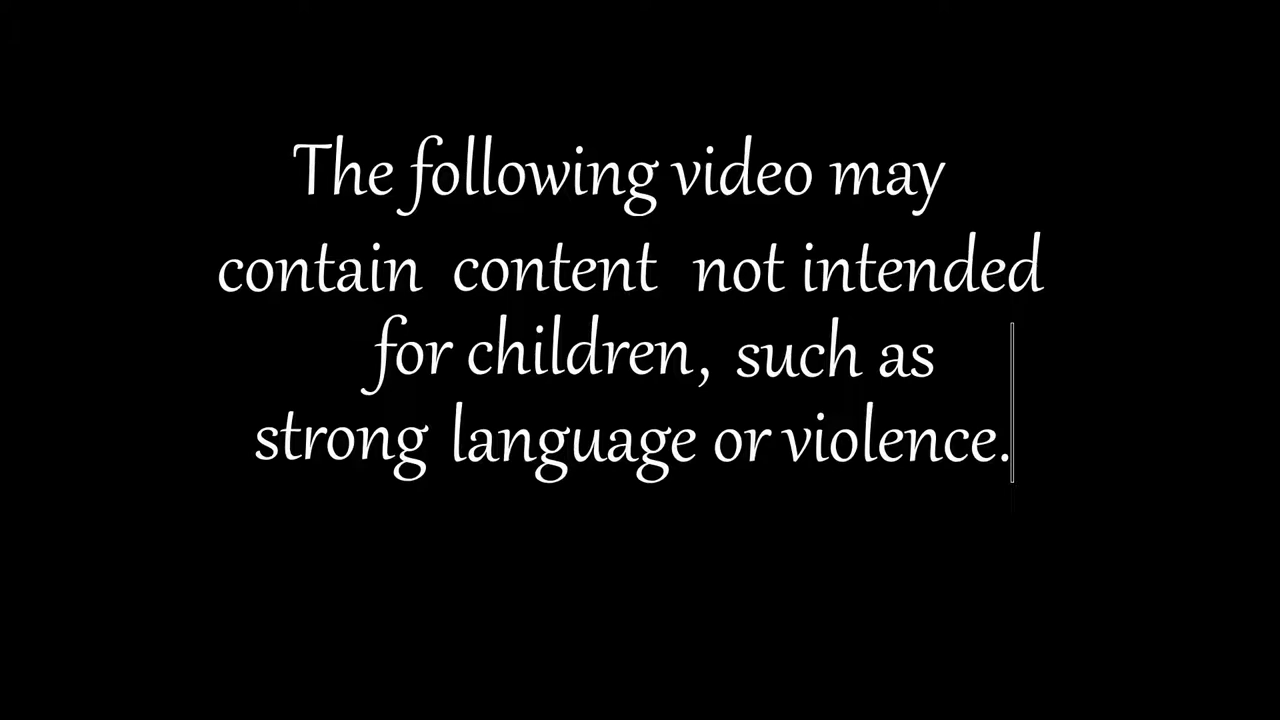 The following video may
contain content not intended
for children, such as
strong language or violence.